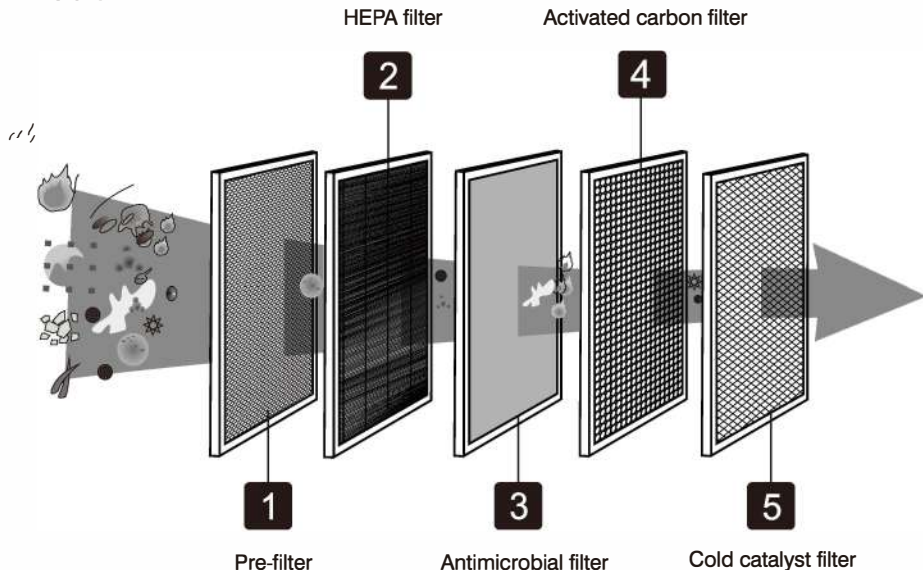 HEPA filter
Activated carbon filter
2
4
1
3
5
Pre-filter
Antimicrobial filter
Cold catalyst filter